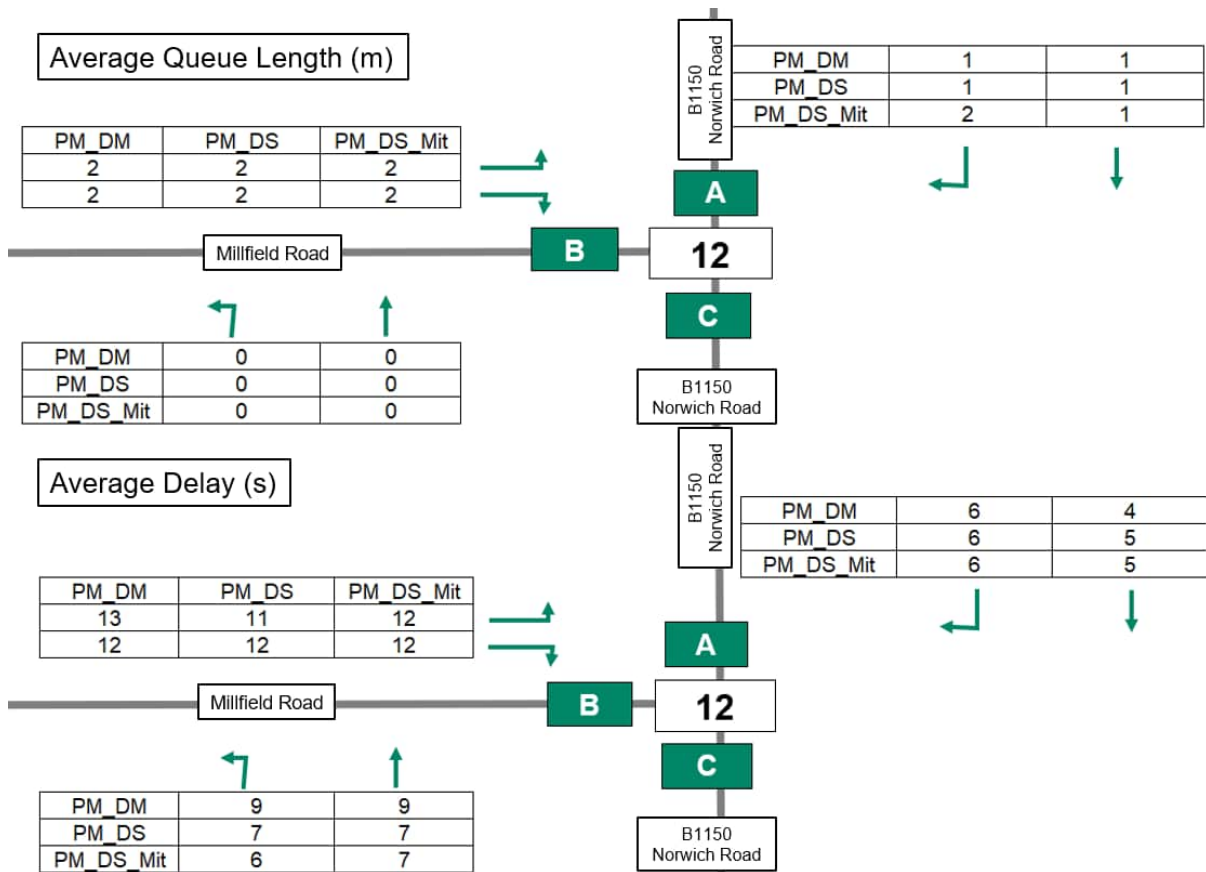 Average Queue Length (m)
B1150
Norwich Road
PM_DM 1 1
PM_DS 1 1
PM_DS_Mit 2 1
PM_DM PM_DS PM_DS_Mit
2 2 2
2 2 2
A
Millfield Road
B
12
C
PM_DM 0 0
PM_DS 0 0
PM_DS_Mit 0 0
B1150
Norwich Road
Average Delay (s)
B1150
Norwich Road
PM_DM 6 4
PM_DS 6 5
PM_DS_Mit 6 5
PM_DM PM_DS PM_DS_Mit
13 11 12
12 12 12
A
Millfield Road
B
12
C
PM_DM 9 9
PM_DS 7 7
PM_DS_Mit 6 7
B1150
Norwich Road